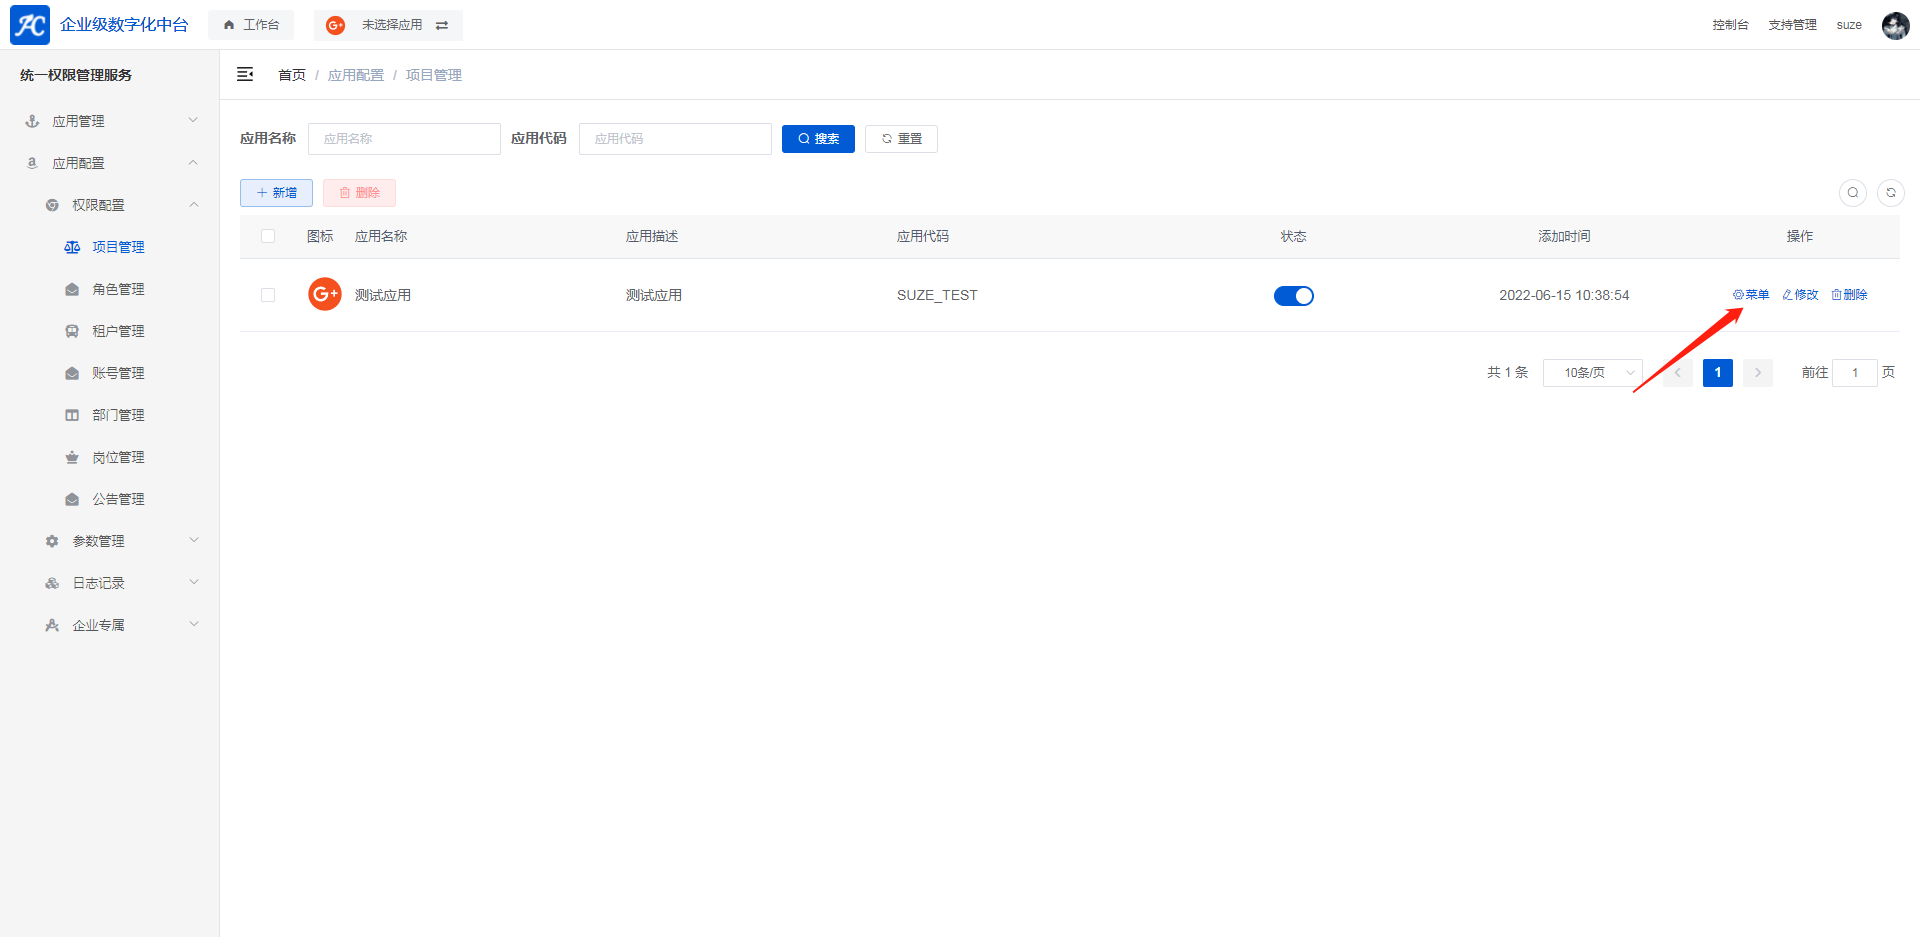 企业级数字化中台 工作台 未选择应用 控制台 支持管理 suze
统一权限管理服务
首页 / 应用配置 / 项目管理
应用管理
应用配置
权限配置
项目管理
角色管理
租户管理
账号管理
部门管理
岗位管理
公告管理
参数管理
日志记录
企业专属
应用名称 应用名称 应用代码 应用代码 搜索 重置
新增 删除
图标 应用名称 应用描述 应用代码 状态 添加时间 操作
G+ 测试应用 测试应用 SUZE_TEST 2022-06-15 10:38:54 菜单 修改 删除
共 1 条 10条/页 1 前往 1 页